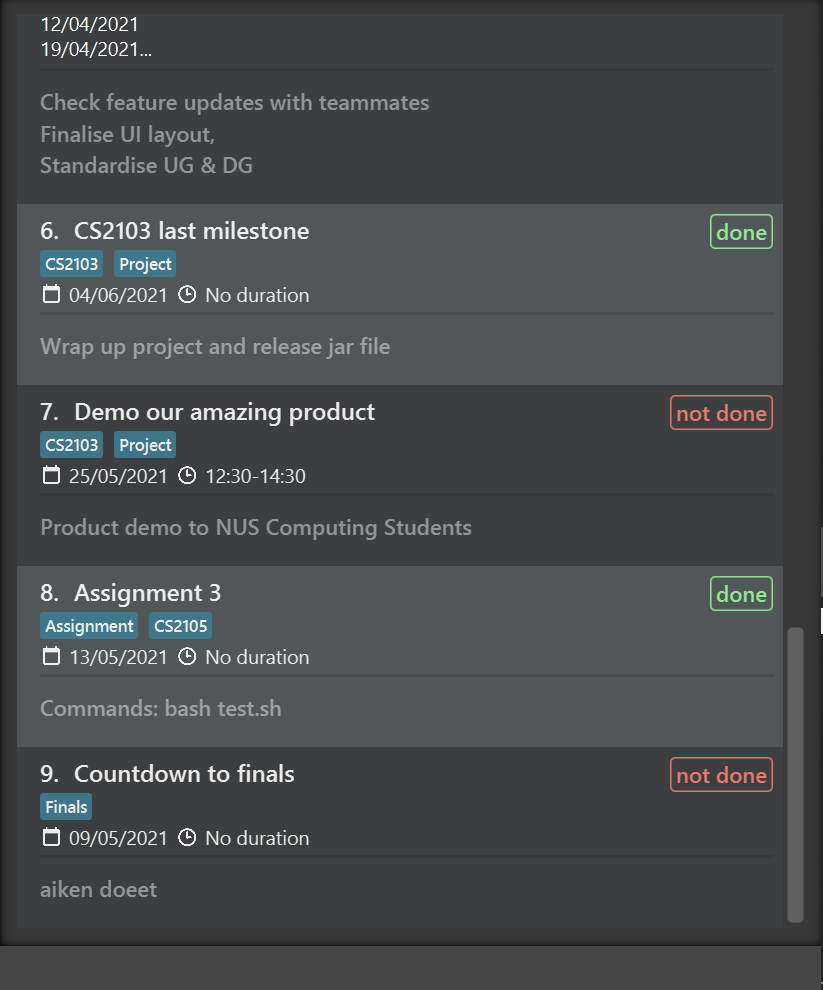 12/04/2021
19/04/2021...
Check feature updates with teammates
Finalise UI layout,
Standardise UG & DG
6. CS2103 last milestone done
CS2103 Project
04/06/2021 No duration
Wrap up project and release jar file
7. Demo our amazing product not done
CS2103 Project
25/05/2021 12:30-14:30
Product demo to NUS Computing Students
8. Assignment 3 done
Assignment CS2105
13/05/2021 No duration
Commands: bash test.sh
9. Countdown to finals not done
Finals
09/05/2021 No duration
aiken doeet